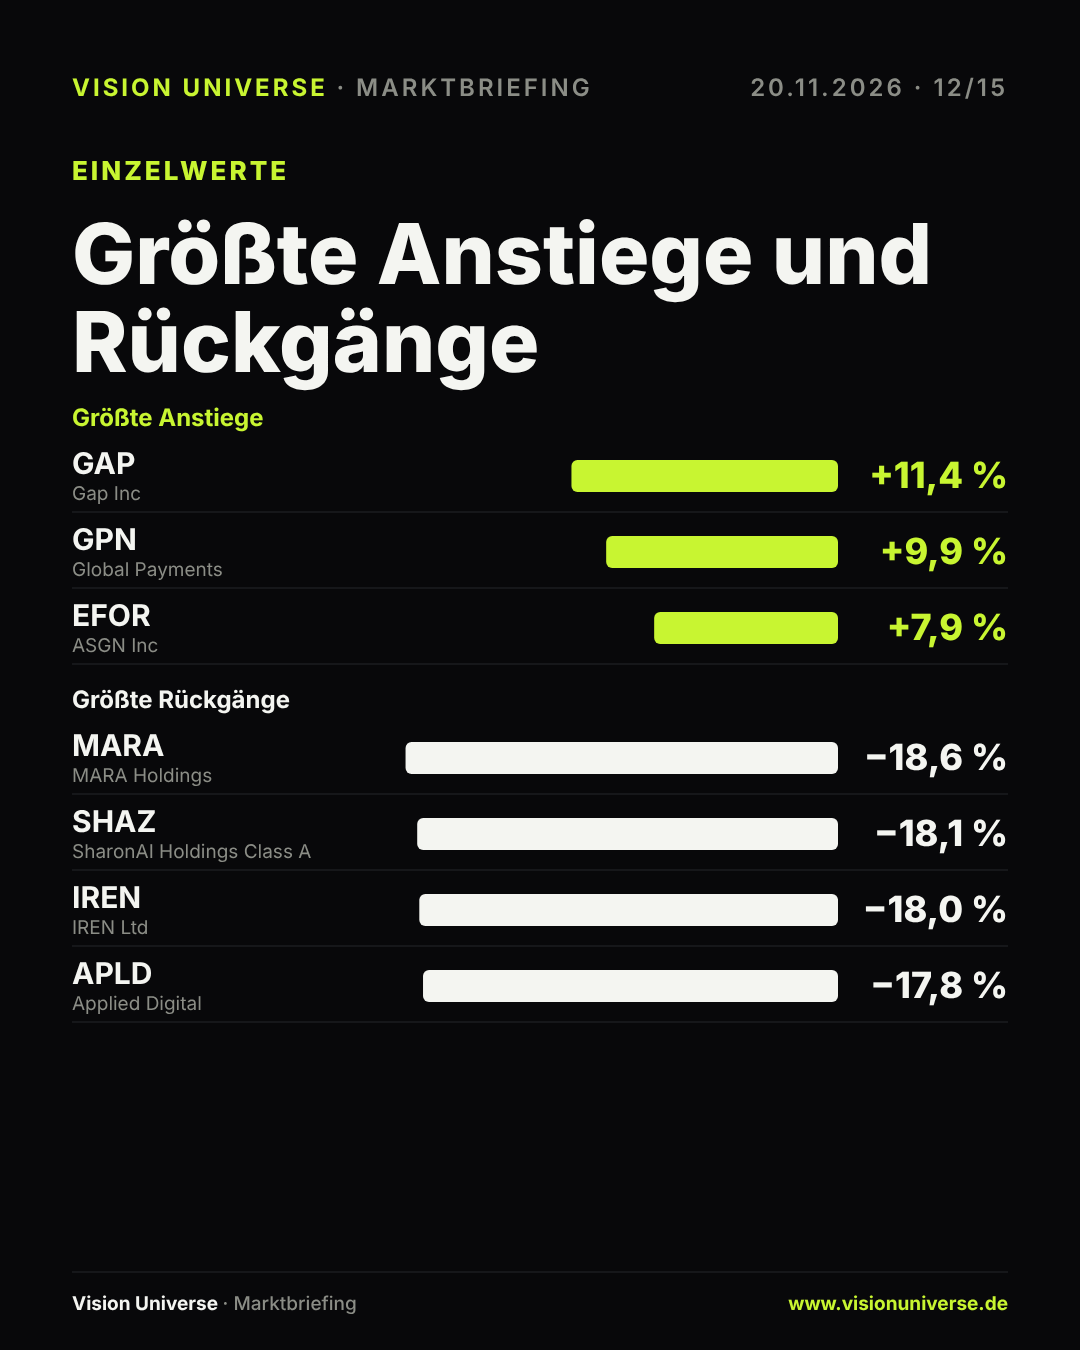 VISION UNIVERSE · MARKTBRIEFING
20.11.2026 · 12/15
EINZELWERTE
Größte Anstiege und
Rückgänge
Größte Anstiege
GAP
Gap Inc
+11,4 %
GPN
Global Payments
+9,9 %
EFOR
ASGN Inc
+7,9 %
Größte Rückgänge
MARA
MARA Holdings
−18,6 %
SHAZ
SharonAI Holdings Class A
−18,1 %
IREN
IREN Ltd
−18,0 %
APLD
Applied Digital
−17,8 %
Vision Universe · Marktbriefing
www.visionuniverse.de